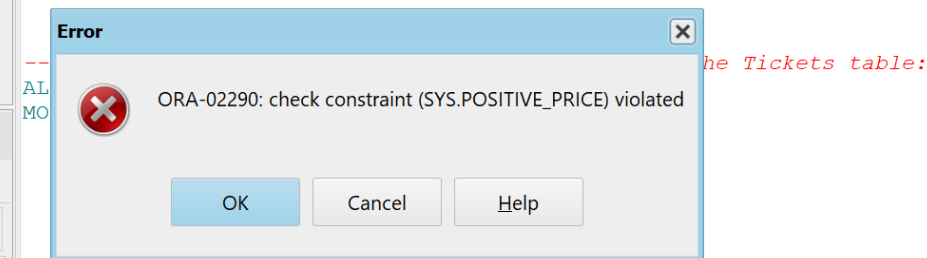 Error
-- he Tickets table:
AL
ORA-02290: check constraint (SYS.POSITIVE_PRICE) violated
MO
OK Cancel Help